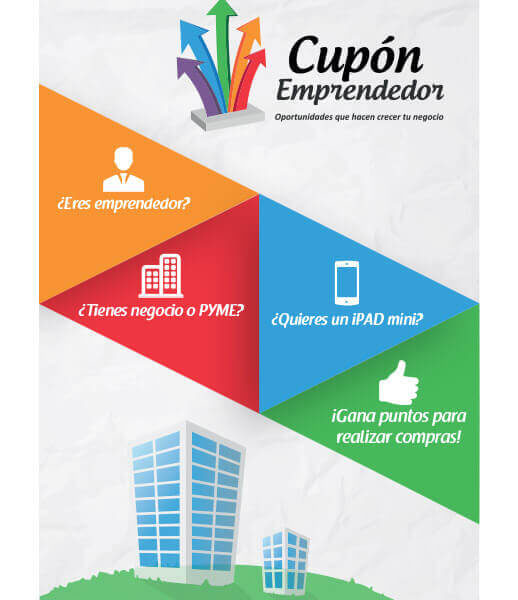 Cupón
Emprendedor
Oportunidades que hacen crecer tu negocio
¿Eres emprendedor?
¿Tienes negocio o PYME?
¿Quieres un iPAD mini?
¡Gana puntos para
realizar compras!